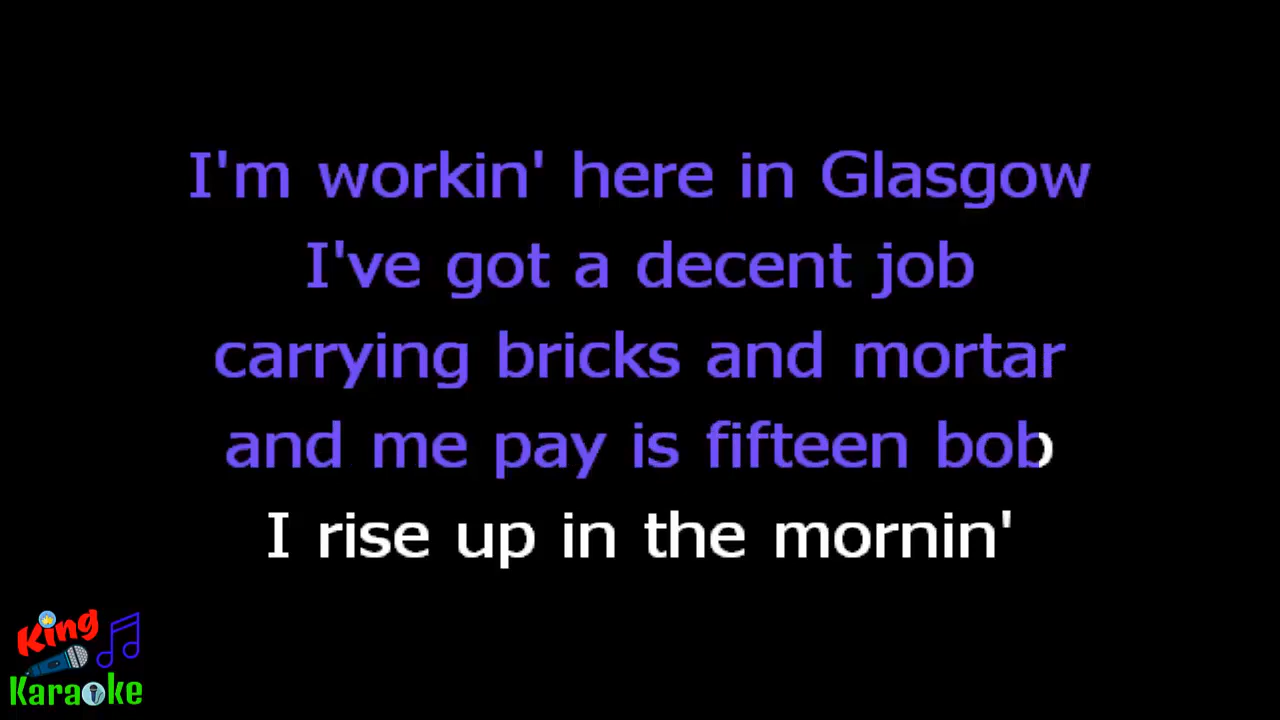 I'm workin' here in Glasgow
I've got a decent job
carrying bricks and mortar
and me pay is fifteen bob
I rise up in the mornin'
King
Karaoke